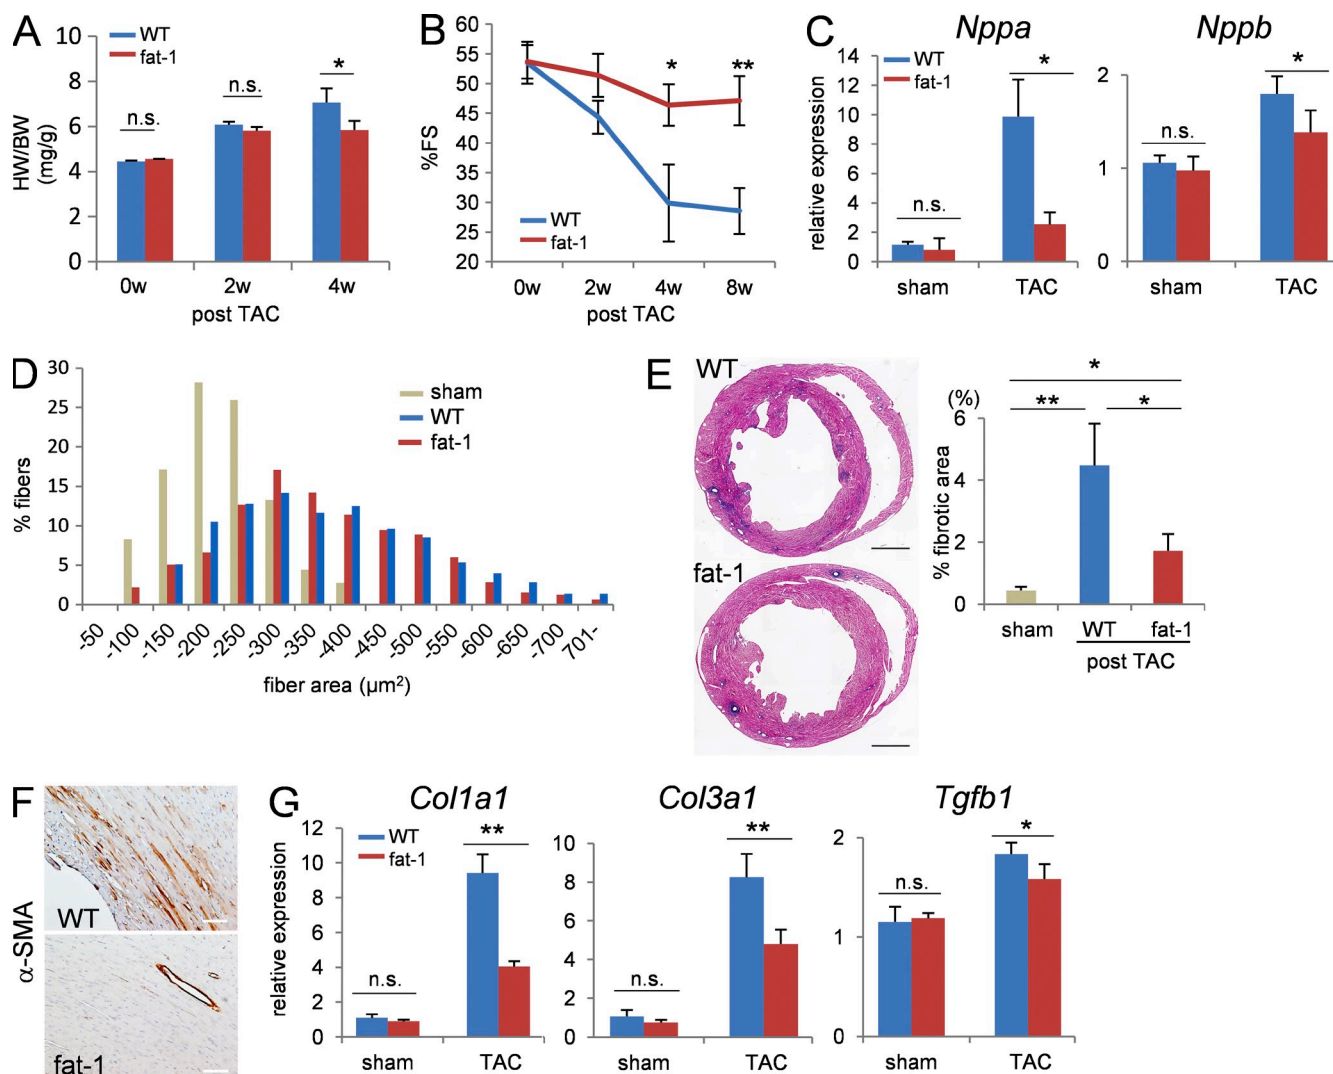 A
WT
fat-1
HW/BW
(mg/g)
10
8
6
4
2
0
n.s.
n.s.
*
0w 2w 4w
post TAC
B
%FS
60
55
50
45
40
35
30
25
20
* **
WT
fat-1
0w 2w 4w 8w
post TAC
C
Nppa
Nppb
relative expression
14
12
10
8
6
4
2
0
WT
fat-1
n.s.
*
sham TAC
2
1
0
n.s.
*
sham TAC
D
% fibers
30
25
20
15
10
5
0
sham
WT
fat-1
-50 -100 -150 -200 -250 -300 -350 -400 -450 -500 -550 -600 -650 -700 701-
fiber area (µm²)
E
WT
fat-1
(%)
% fibrotic area
6
4
2
0
*
** *
sham WT fat-1
post TAC
F
α-SMA
WT
fat-1
G
Col1a1
relative expression
12
10
8
6
4
2
0
WT
fat-1
n.s.
**
sham TAC
Col3a1
10
8
6
4
2
0
n.s.
**
sham TAC
Tgfb1
2
1
0
n.s.
*
sham TAC